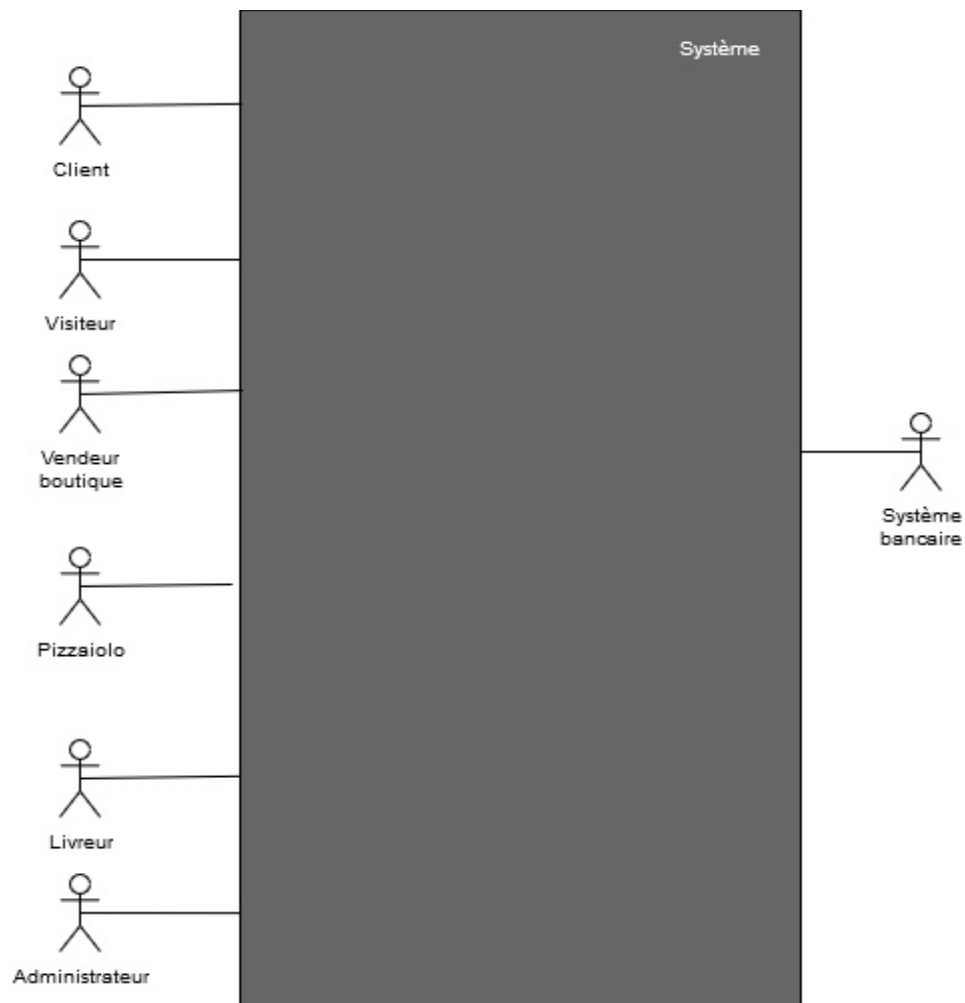 Système
Client
Visiteur
Vendeur
boutique
Système
bancaire
Pizzaiolo
Livreur
Administrateur